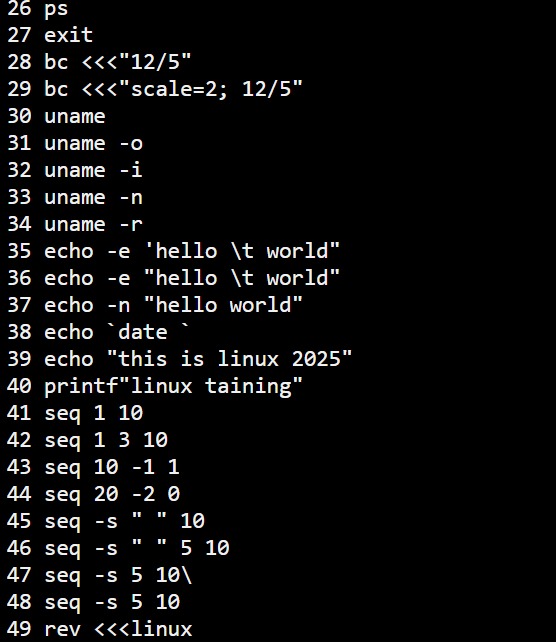 26 ps
27 exit
28 bc <<<"12/5"
29 bc <<<"scale=2; 12/5"
30 uname
31 uname -o
32 uname -i
33 uname -n
34 uname -r
35 echo -e 'hello \t world"
36 echo -e "hello \t world"
37 echo -n "hello world"
38 echo `date `
39 echo "this is linux 2025"
40 printf"linux taining"
41 seq 1 10
42 seq 1 3 10
43 seq 10 -1 1
44 seq 20 -2 0
45 seq -s " " 10
46 seq -s " " 5 10
47 seq -s 5 10\
48 seq -s 5 10
49 rev <<<linux